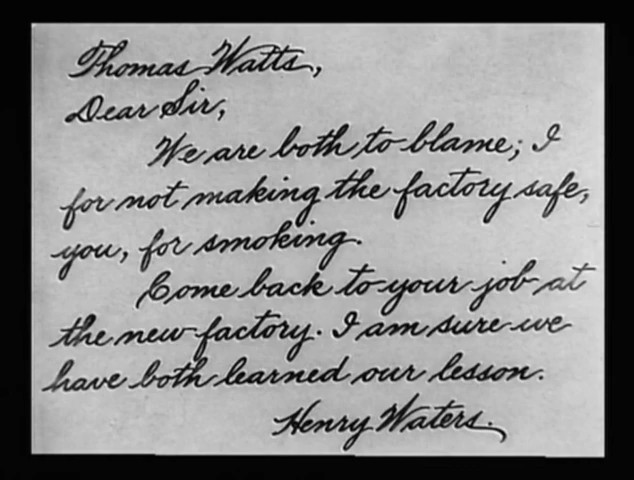 Thomas Watts,
Dear Sir,
We are both to blame; I
for not making the factory safe,
you, for smoking.
Come back to your job at
the new factory. I am sure we
have both learned our lesson.
Henry Waters.